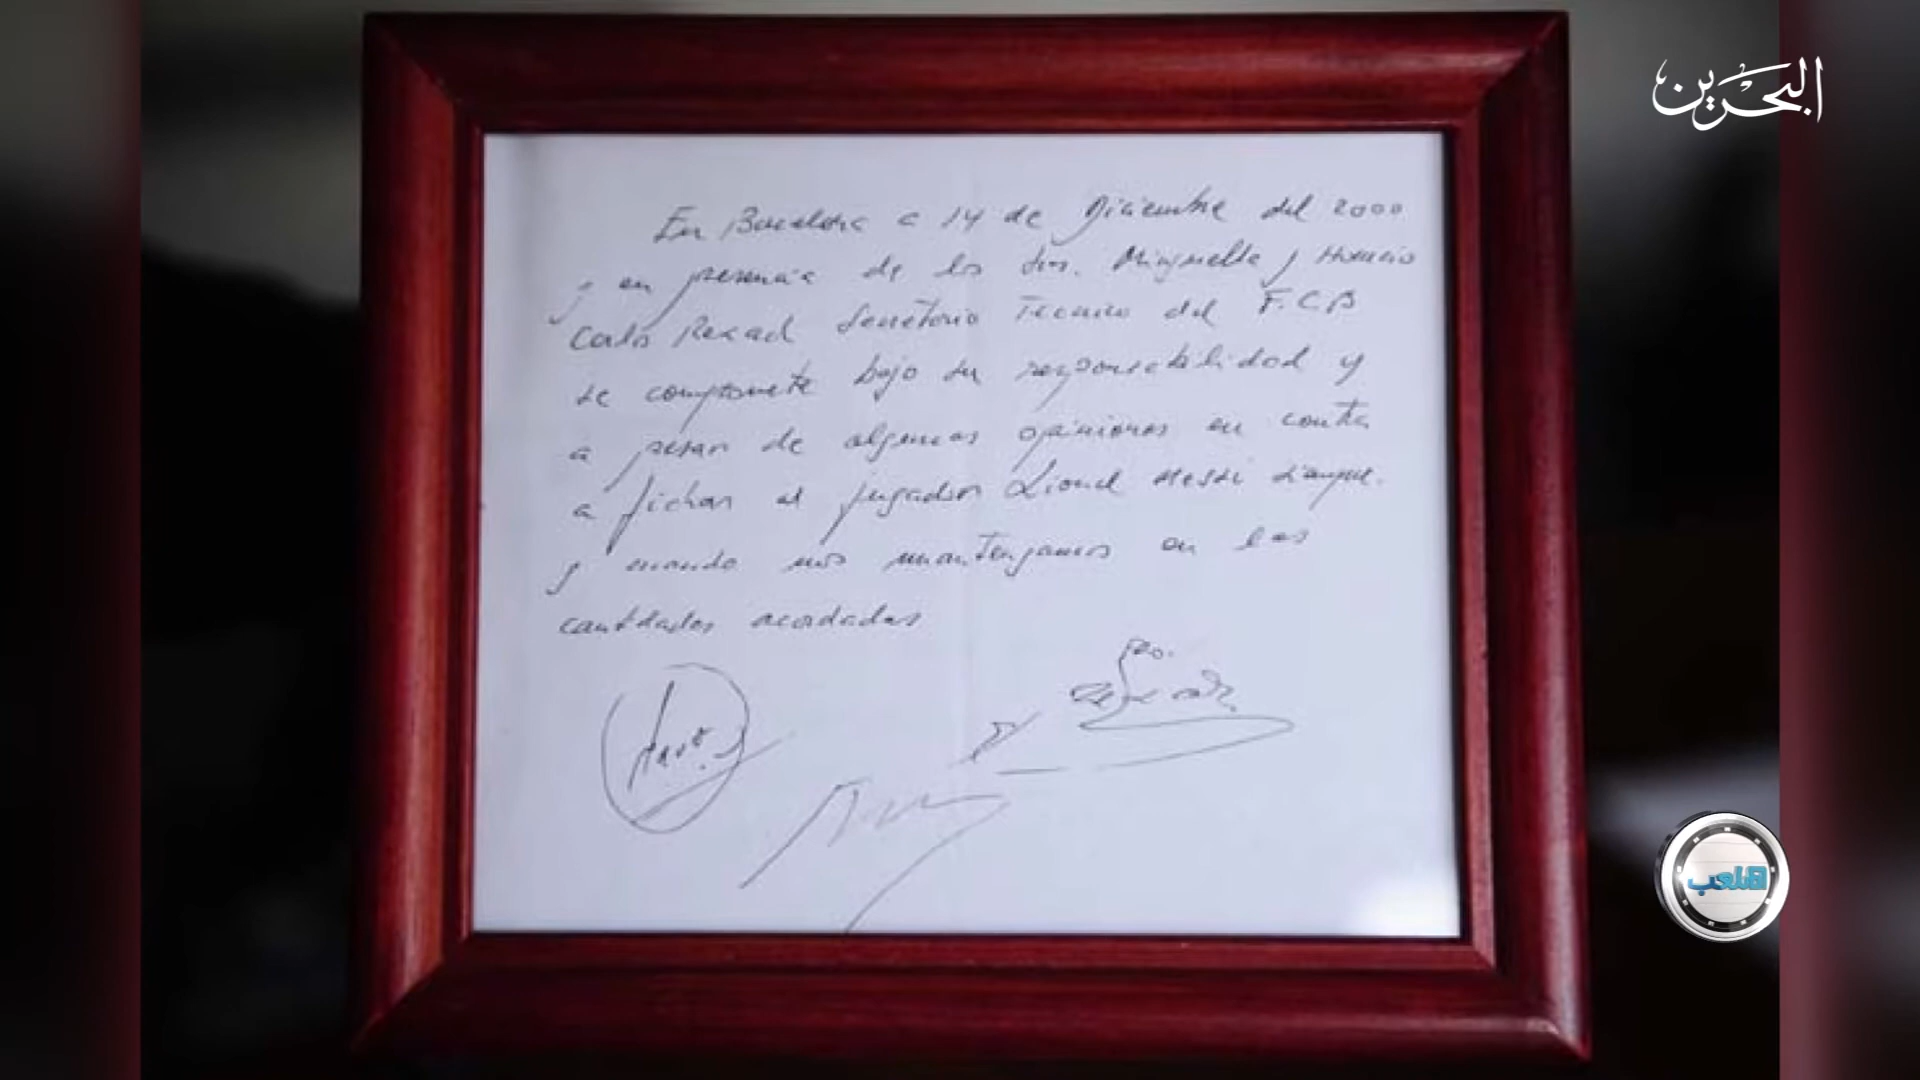 البحرين
En Barcelona a 14 de Diciembre del 2000
y en presencia de los Srs. Minguella y Horacio
Carlos Rexach Secretario Tecnico del F.C.B
se compromete bajo su responsabilidad y
a pesar de algunas opiniones en contra
a fichar al jugador Lionel Messi siempre
y cuando nos mantengamos en las
cantidades acordadas
الملعب